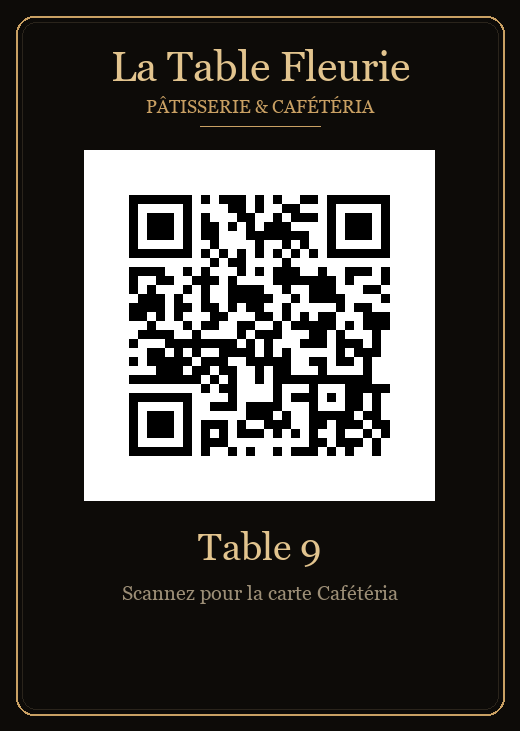 La Table Fleurie
PÂTISSERIE & CAFÉTÉRIA
Table 9
Scannez pour la carte Cafétéria